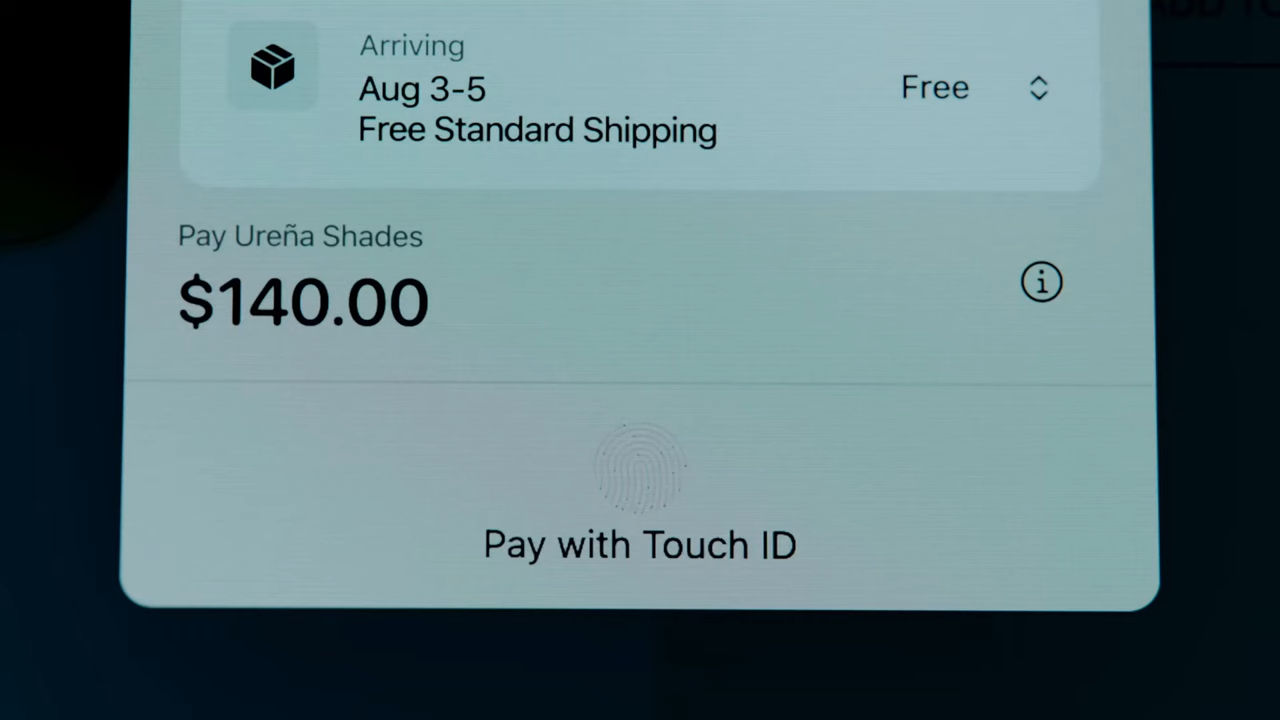 Arriving
Aug 3-5
Free Standard Shipping
Free
Pay Ureña Shades
$140.00
Pay with Touch ID